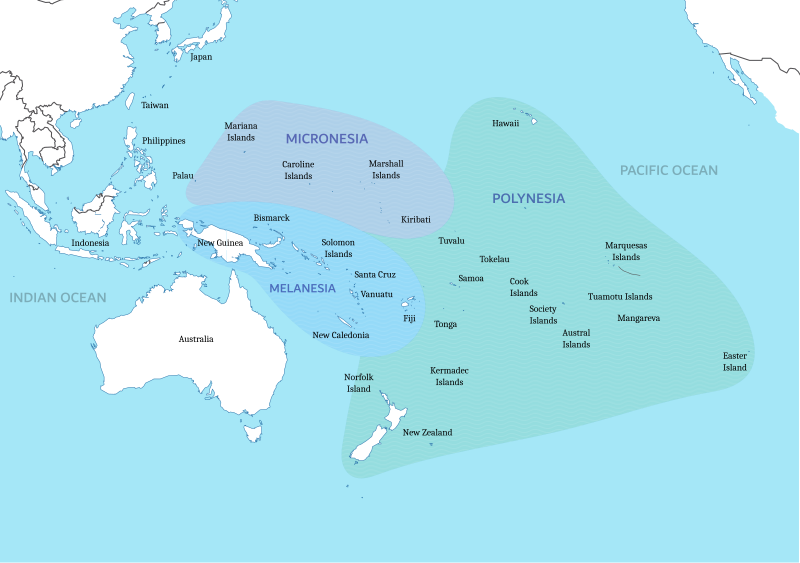 Japan
Taiwan
Hawaii
Mariana
Islands
MICRONESIA
Philippines
Caroline
Islands
Marshall
Islands
PACIFIC OCEAN
Palau
POLYNESIA
Bismarck
Kiribati
Indonesia
New Guinea
Solomon
Islands
Tuvalu
Marquesas
Islands
Tokelau
Santa Cruz
Samoa
Cook
Islands
MELANESIA
Vanuatu
INDIAN OCEAN
Tuamotu Islands
Society
Islands
Fiji
Mangareva
Tonga
New Caledonia
Austral
Islands
Australia
Easter
Island
Norfolk
Island
Kermadec
Islands
New Zealand